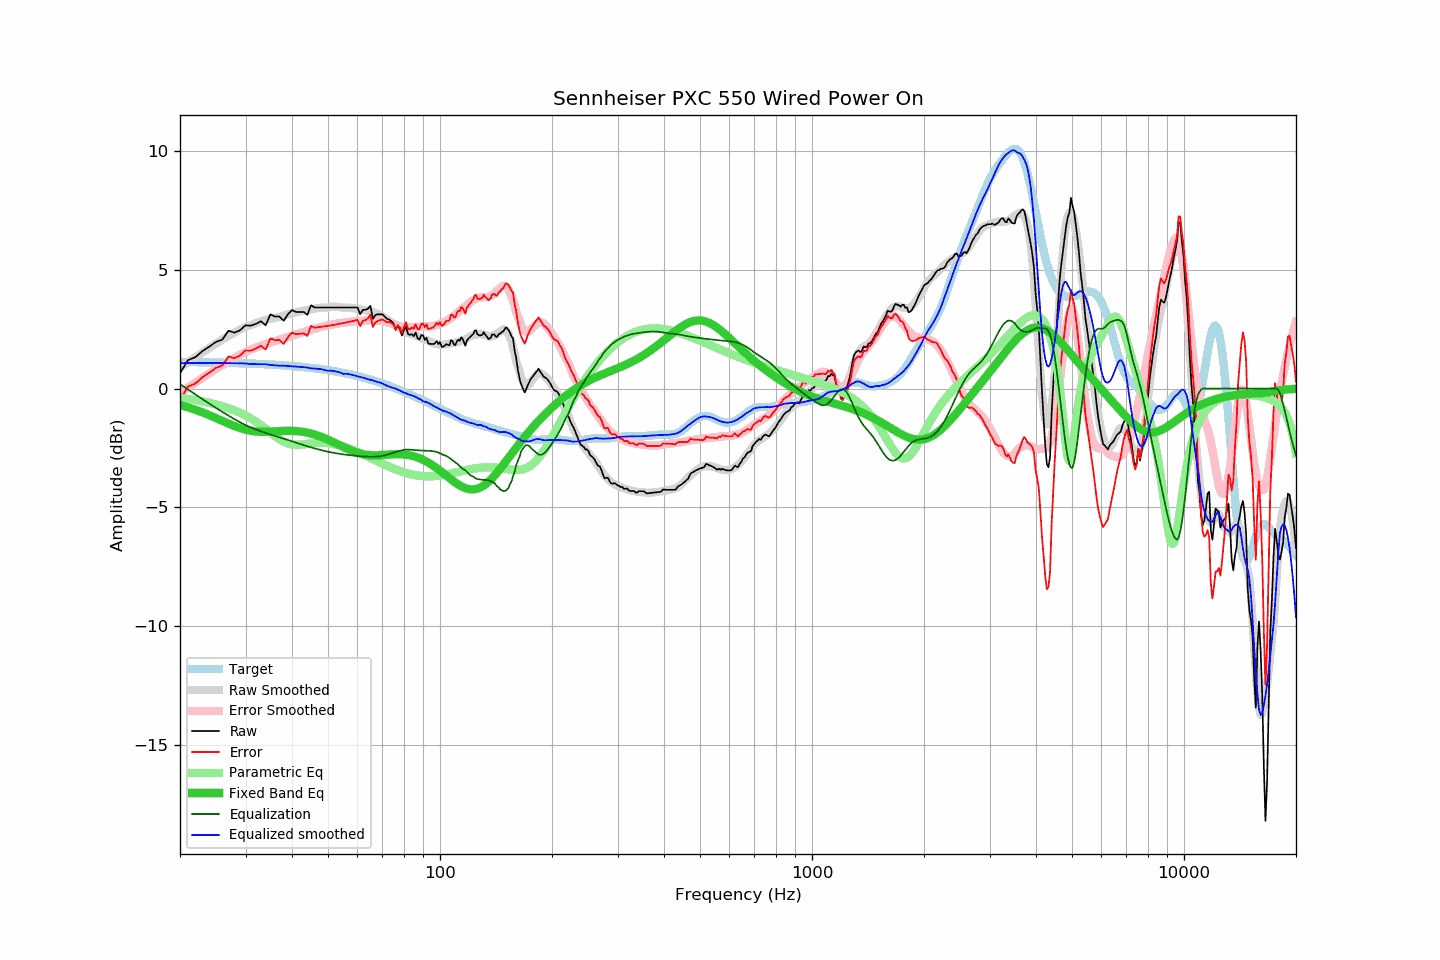 Sennheiser PXC 550 Wired Power On
10
5
0
−5
−10
−15
Amplitude (dBr)
Target
Raw Smoothed
Error Smoothed
Raw
Error
Parametric Eq
Fixed Band Eq
Equalization
Equalized smoothed
100
1000
10000
Frequency (Hz)